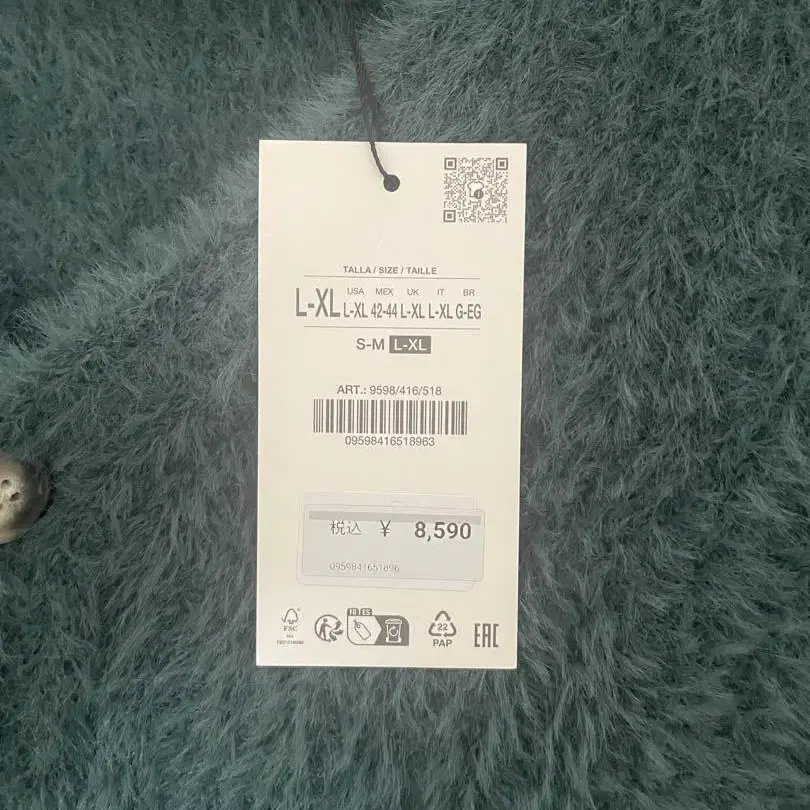 TALLA / SIZE / TAILLE
USA MEX UK IT BR
L-XL L-XL 42-44 L-XL L-XL G-EG
S-M L-XL
ART.: 9598/416/518
09598416518963
税込 ¥ 8,590
0959841651896
FR ES
FSC
22
PAP
EAC